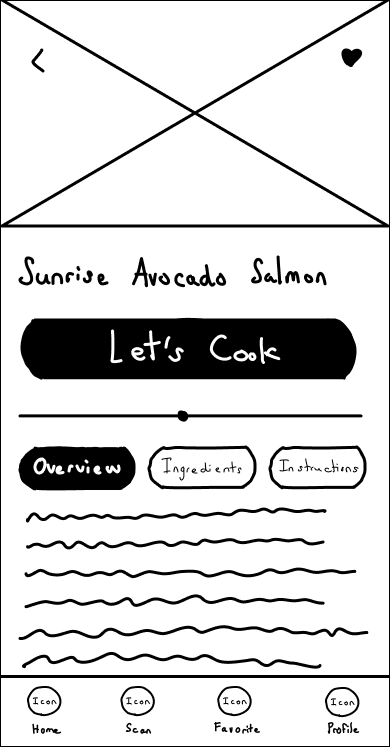 Sunrise Avocado Salmon
Let's Cook
Overview Ingredients Instructions
Icon Icon Icon Icon
Home Scan Favorite Profile